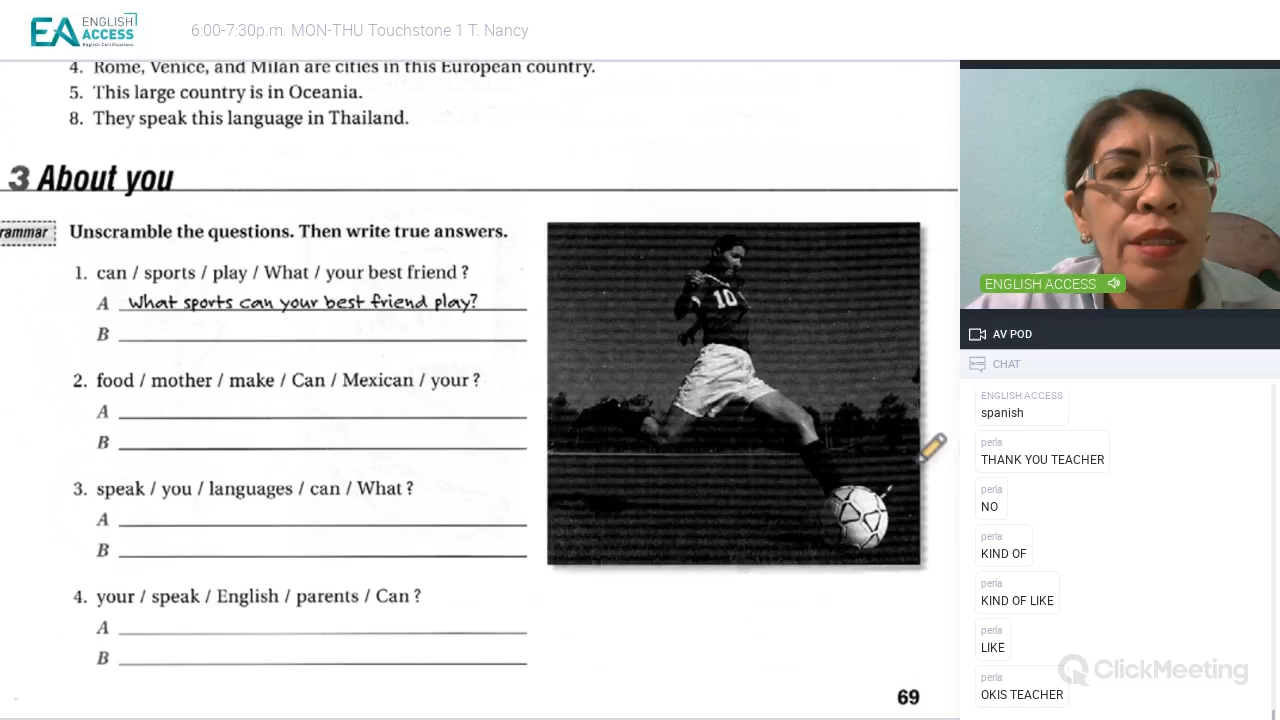 EA ENGLISH ACCESS
English Certifications
6:00-7:30p.m. MON-THU Touchstone 1 T. Nancy
4. Rome, Venice, and Milan are cities in this European country.
5. This large country is in Oceania.
8. They speak this language in Thailand.
3 About you
rammar
Unscramble the questions. Then write true answers.
1. can / sports / play / What / your best friend ?
A What sports can your best friend play?
B
2. food / mother / make / Can / Mexican / your ?
A
B
3. speak / you / languages / can / What ?
A
B
4. your / speak / English / parents / Can ?
A
B
10
69
ENGLISH ACCESS
AV POD
CHAT
ENGLISH ACCESS
spanish
perla
THANK YOU TEACHER
perla
NO
perla
KIND OF
perla
KIND OF LIKE
perla
LIKE
perla
OKIS TEACHER
ClickMeeting